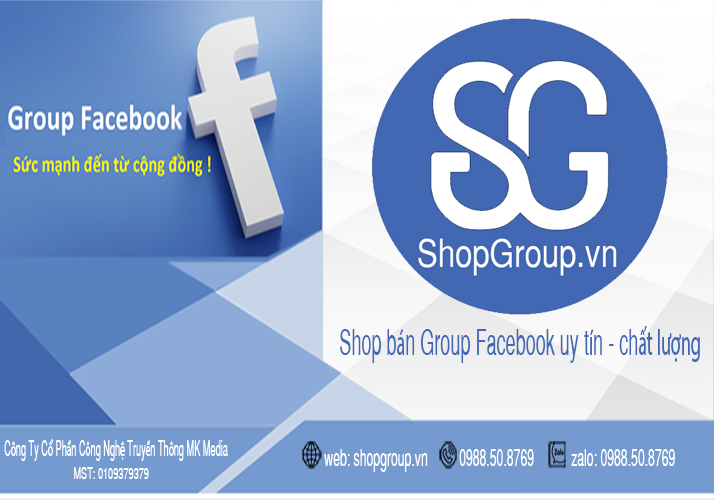 Group Facebook
Sức mạnh đến từ cộng đồng !
SG
ShopGroup.vn
Shop bán Group Facebook uy tín - chất lượng
Công Ty Cổ Phần Công Nghệ Truyền Thông MK Media
MST: 0109379379
web: shopgroup.vn
0988.50.8769
Zalo
zalo: 0988.50.8769